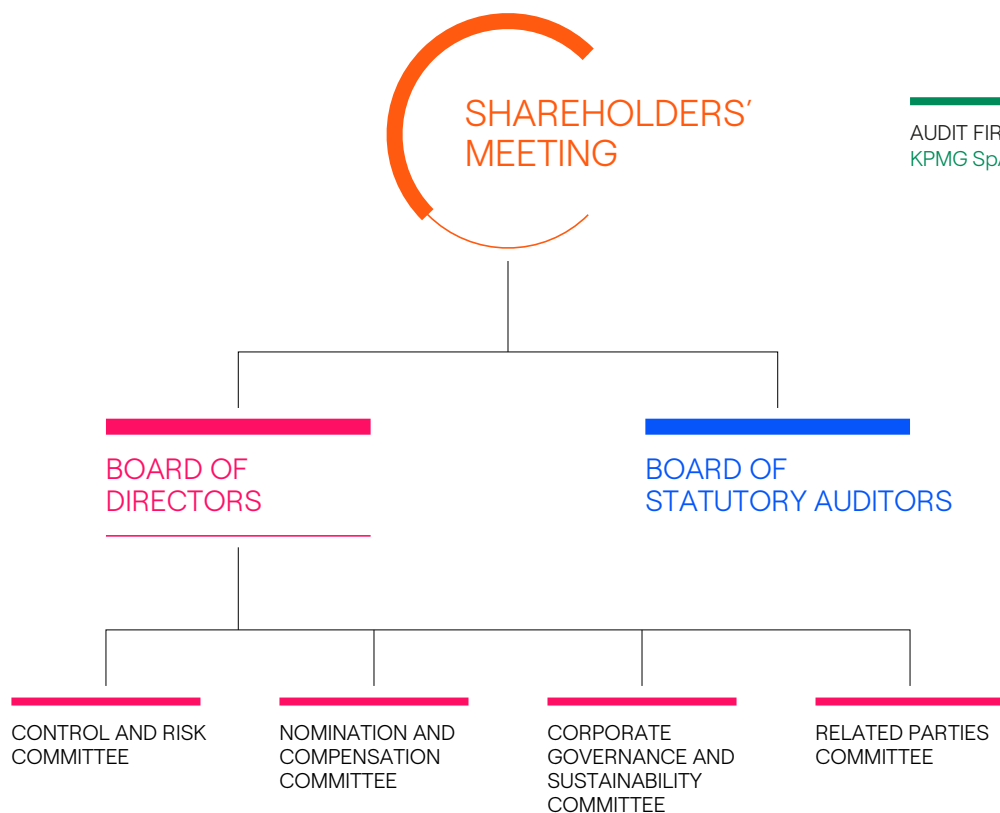 SHAREHOLDERS’
MEETING
AUDIT FIR
KPMG Sp
BOARD OF
DIRECTORS
BOARD OF
STATUTORY AUDITORS
CONTROL AND RISK
COMMITTEE
NOMINATION AND
COMPENSATION
COMMITTEE
CORPORATE
GOVERNANCE AND
SUSTAINABILITY
COMMITTEE
RELATED PARTIES
COMMITTEE